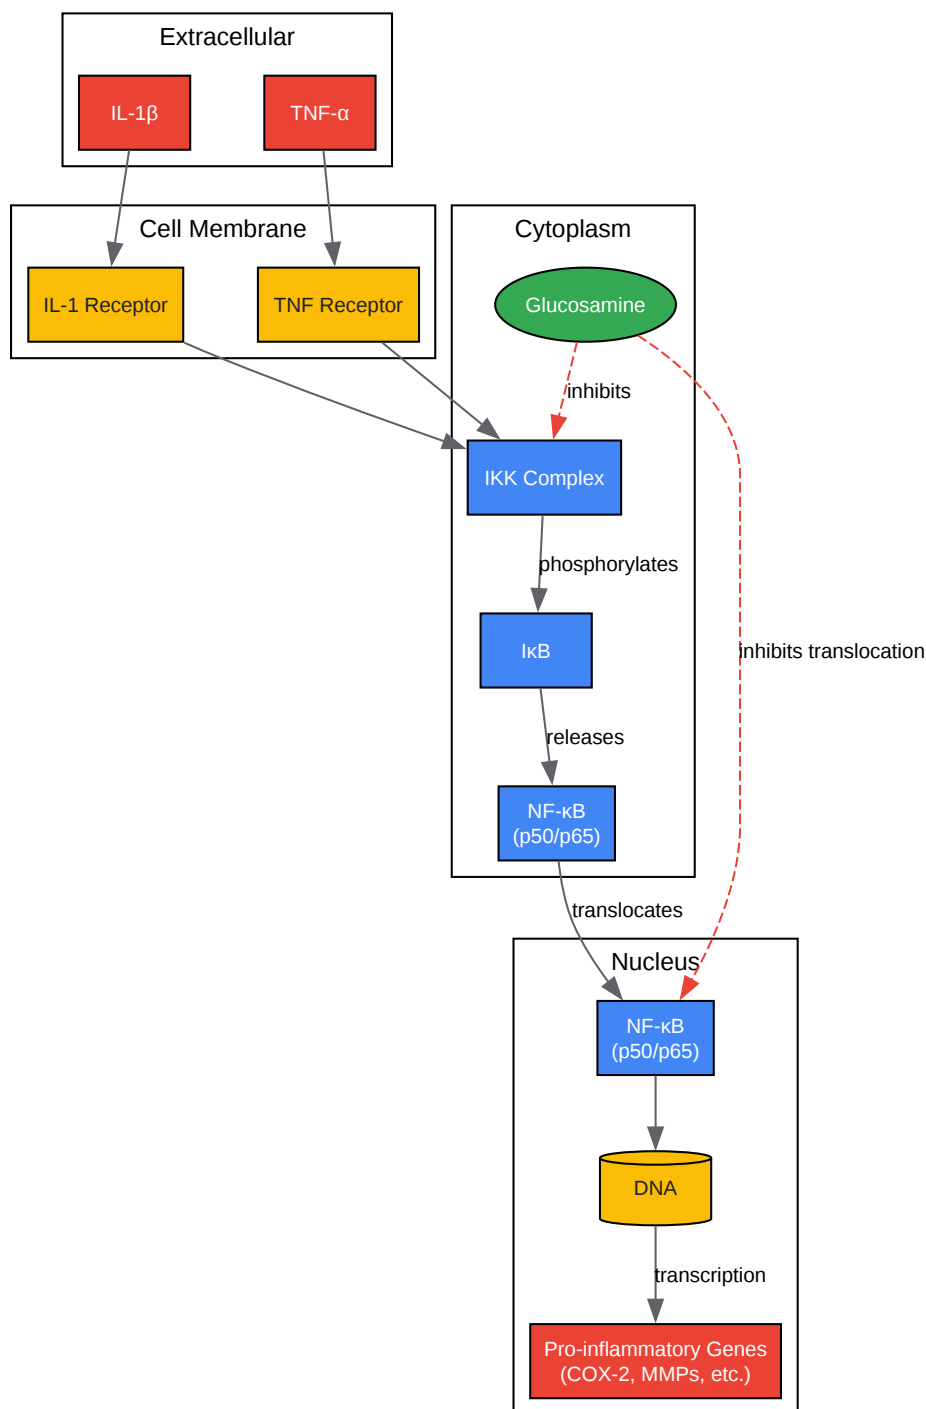 Extracellular
IL-1β
TNF-α
Cell Membrane
IL-1 Receptor
TNF Receptor
Cytoplasm
Glucosamine
inhibits
IKK Complex
phosphorylates
IκB
inhibits translocation
releases
NF-κB
(p50/p65)
translocates
Nucleus
NF-κB
(p50/p65)
DNA
transcription
Pro-inflammatory Genes
(COX-2, MMPs, etc.)